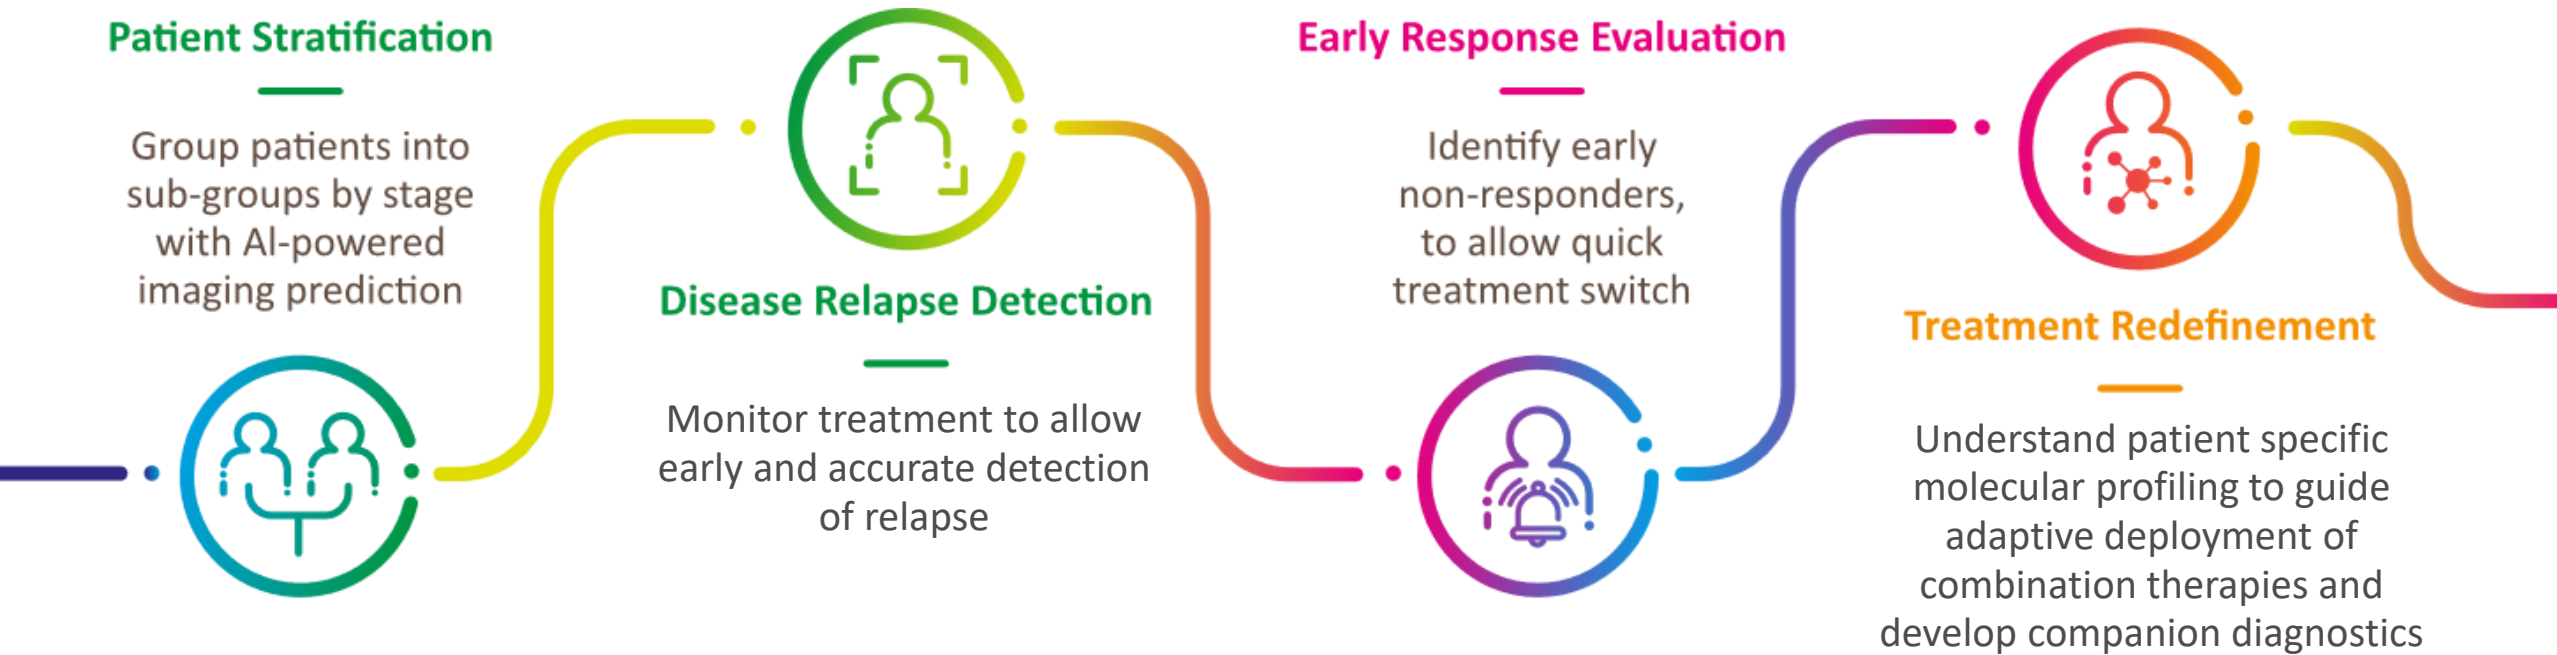 Patient Stratification
Group patients into
sub-groups by stage
with AI-powered
imaging prediction
Disease Relapse Detection
Monitor treatment to allow
early and accurate detection
of relapse
Early Response Evaluation
Identify early
non-responders,
to allow quick
treatment switch
Treatment Redefinement
Understand patient specific
molecular profiling to guide
adaptive deployment of
combination therapies and
develop companion diagnostics